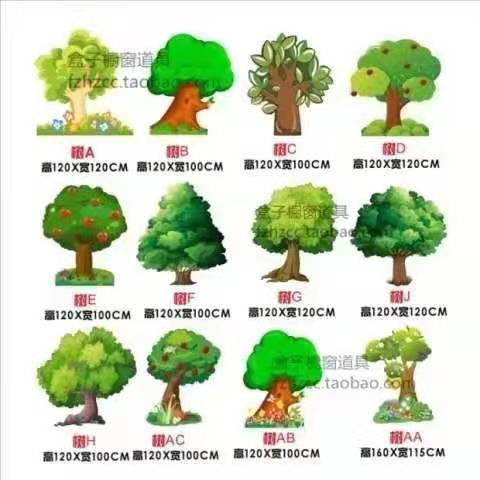 盒子橱窗道具
fzhzcc.taobao.com
树A
高120X宽120CM
树B
高120X宽100CM
树C
高120X宽100CM
树D
高120X宽120CM
盒子橱窗道具
fzhzcc.taobao.com
树E
高120X宽100CM
树F
高120X宽100CM
树G
高120X宽120CM
树J
高120X宽120CM
盒子橱窗道具
fzhzcc.taobao.com
树H
高120X宽100CM
树AC
高120X宽100CM
树AB
高120X宽100CM
树AA
高160X宽115CM